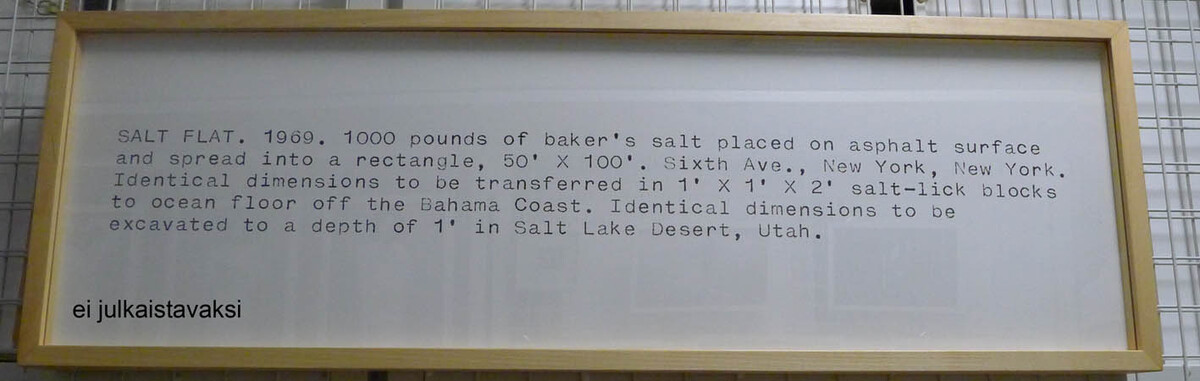 SALT FLAT. 1969. 1000 pounds of baker's salt placed on asphalt surface
and spread into a rectangle, 50' X 100'. Sixth Ave., New York, New York.
Identical dimensions to be transferred in 1' X 1' X 2' salt-lick blocks
to ocean floor off the Bahama Coast. Identical dimensions to be
excavated to a depth of 1' in Salt Lake Desert, Utah.
ei julkaistavaksi